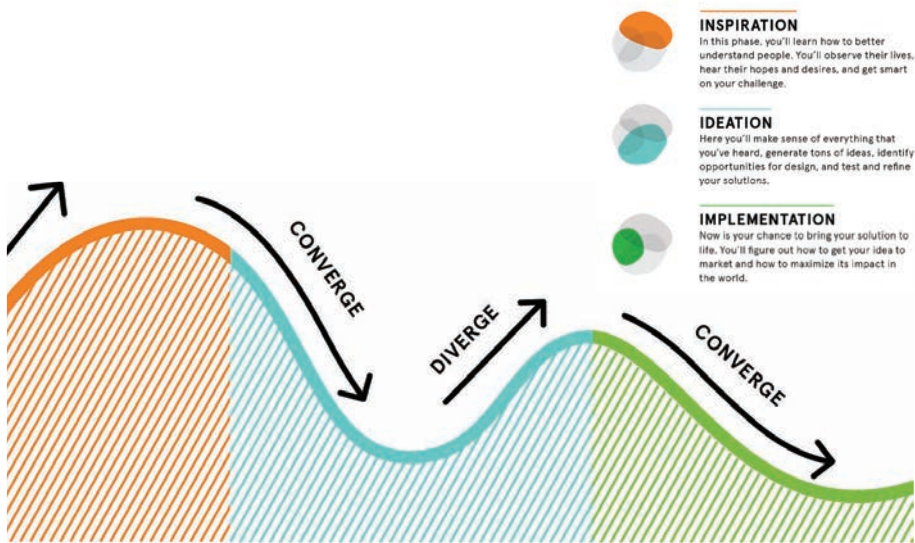 INSPIRATION
In this phase, you'll learn how to better
understand people. You'll observe their lives,
hear their hopes and desires, and get smart
on your challenge.
IDEATION
Here you'll make sense of everything that
you've heard, generate tons of ideas, identify
opportunities for design, and test and refine
your solutions.
IMPLEMENTATION
Now is your chance to bring your solution to
life. You'll figure out how to get your idea to
market and how to maximize its impact in
the world.
CONVERGE
DIVERGE
CONVERGE